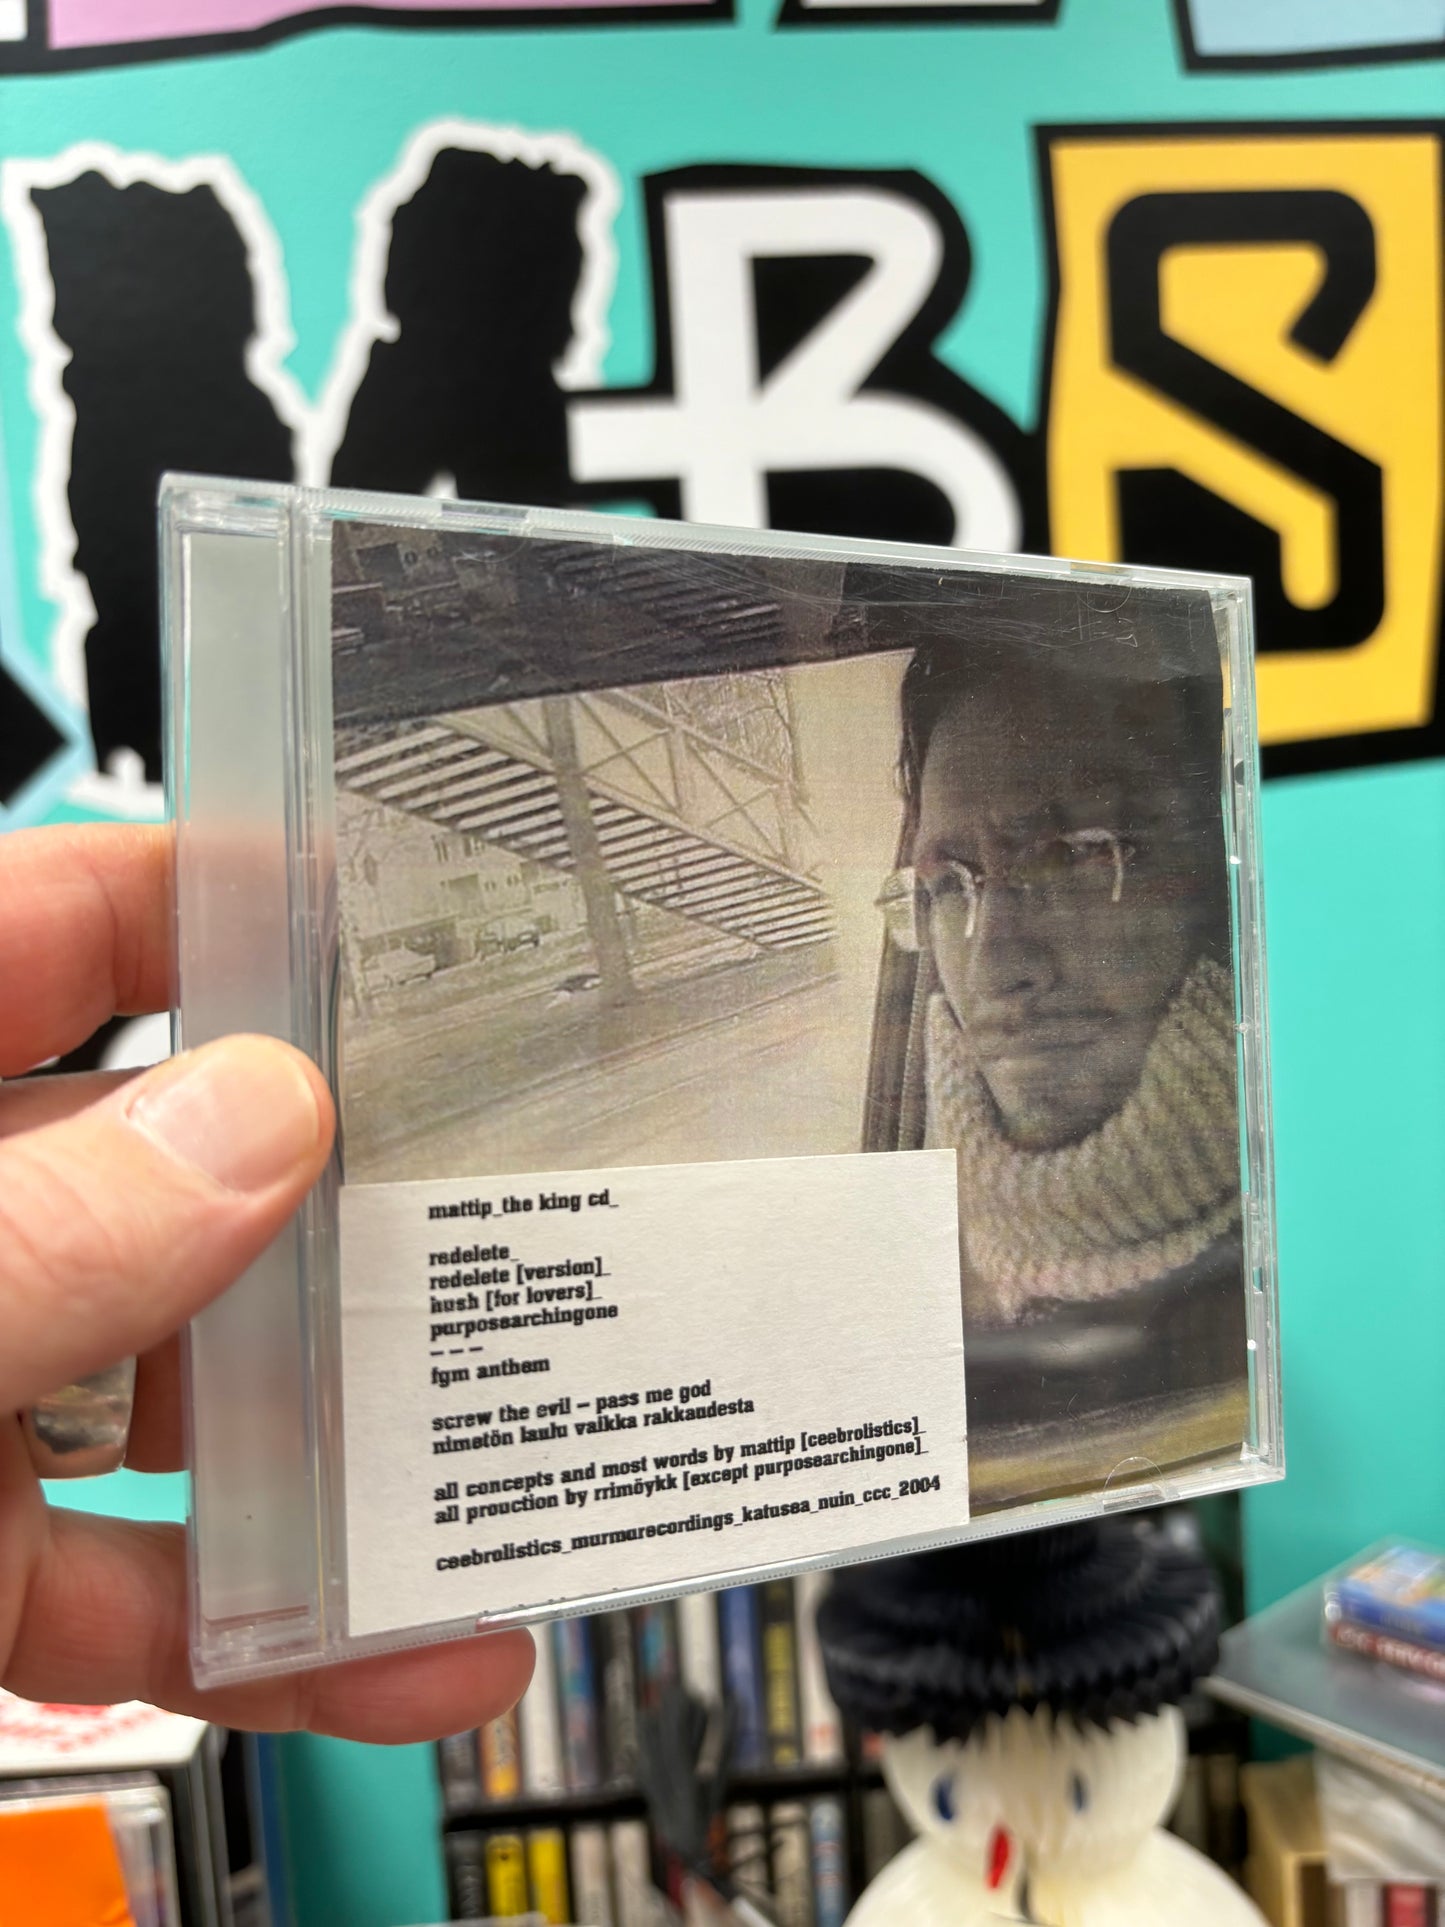 BS
mattip_the king cd_
redelete_
redelete [version]_
hush [for lovers]_
purposearchingone
– – –
fgm anthem
screw the evil – pass me god
nimetön laulu vaikka rakkaudesta
all concepts and most words by mattip [ceebrolistics]_
all prouction by rrimöykk [except purposearchingone]_
ceebrolistics_murmurecordings_katusea_nuin_ccc_2004